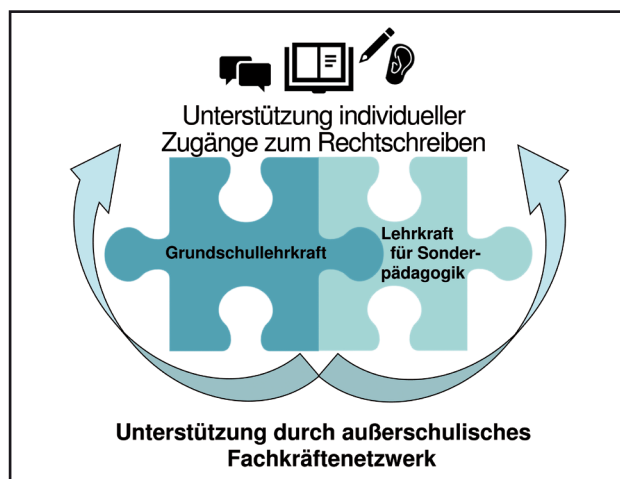 Unterstützung individueller
Zugänge zum Rechtschreiben
Grundschullehrkraft
Lehrkraft
für Sonder-
pädagogik
Unterstützung durch außerschulisches
Fachkräftenetzwerk